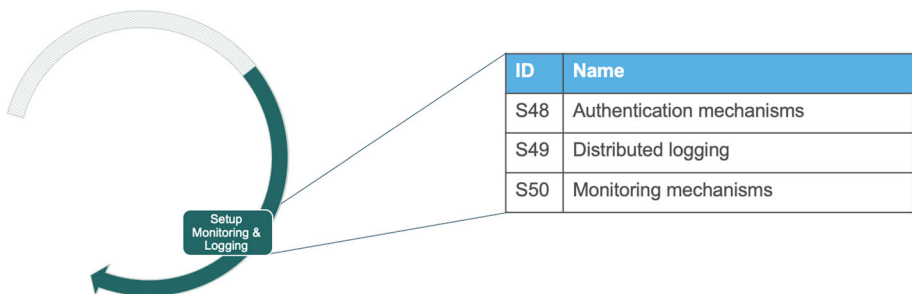 Setup
Monitoring &
Logging
ID Name
S48 Authentication mechanisms
S49 Distributed logging
S50 Monitoring mechanisms